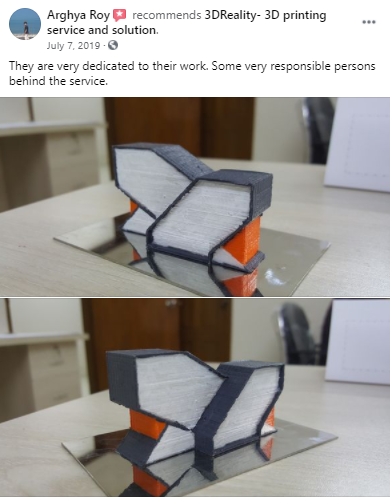 Arghya Roy recommends 3DReality- 3D printing
service and solution.
July 7, 2019 ·
They are very dedicated to their work. Some very responsible persons
behind the service.